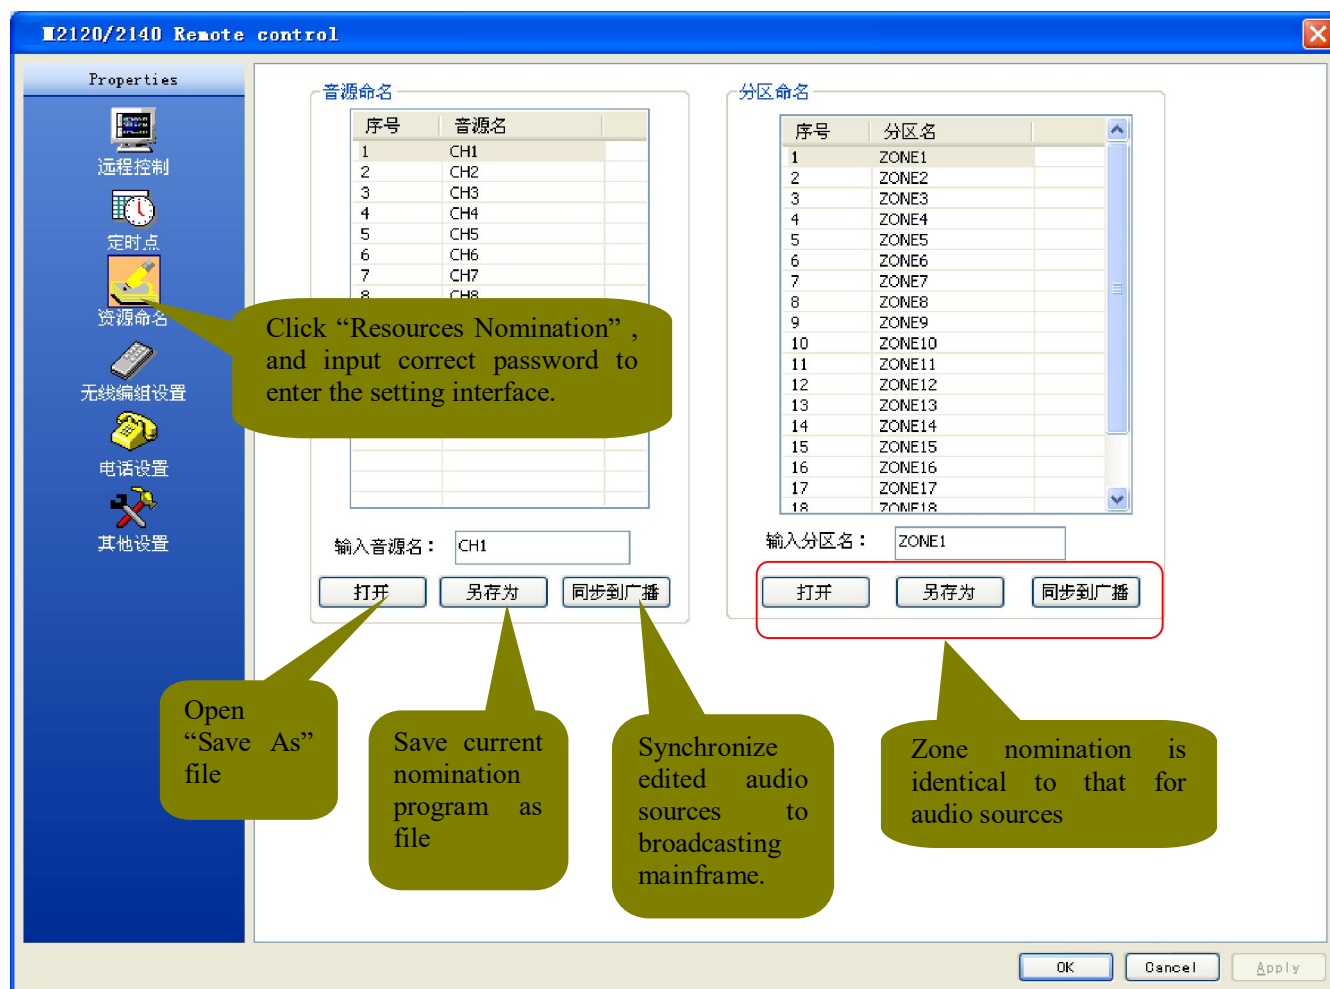 M2120/2140 Remote control
Properties
远程控制
定时点
资源命名
无线编组设置
电话设置
其他设置
音源命名
序号 音源名
1 CH1
2 CH2
3 CH3
4 CH4
5 CH5
6 CH6
7 CH7
8 CH8
Click “Resources Nomination” ,
and input correct password to
enter the setting interface.
输入音源名： CH1
打开 另存为 同步到广播
分区命名
序号 分区名
1 ZONE1
2 ZONE2
3 ZONE3
4 ZONE4
5 ZONE5
6 ZONE6
7 ZONE7
8 ZONE8
9 ZONE9
10 ZONE10
11 ZONE11
12 ZONE12
13 ZONE13
14 ZONE14
15 ZONE15
16 ZONE16
17 ZONE17
18 ZONE18
输入分区名： ZONE1
打开 另存为 同步到广播
Open
“Save As”
file
Save current
nomination
program as
file
Synchronize
edited audio
sources to
broadcasting
mainframe.
Zone nomination is
identical to that for
audio sources
OK Cancel Apply